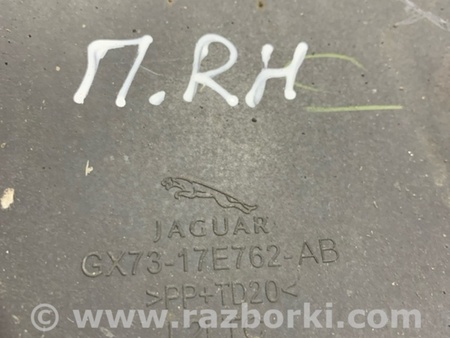 П.RH
JAGUAR
GX73-17E762-AB
>PP+TD20<
www.razborki.com